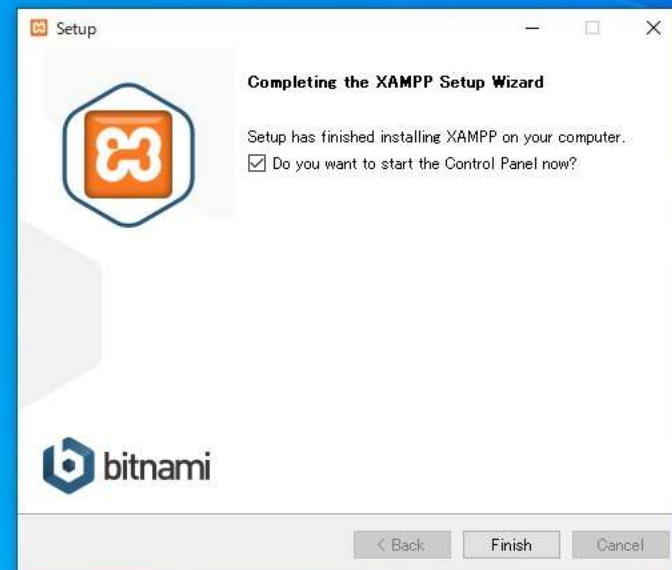 Setup
Completing the XAMPP Setup Wizard
Setup has finished installing XAMPP on your computer.
Do you want to start the Control Panel now?
bitnami
< Back
Finish
Cancel